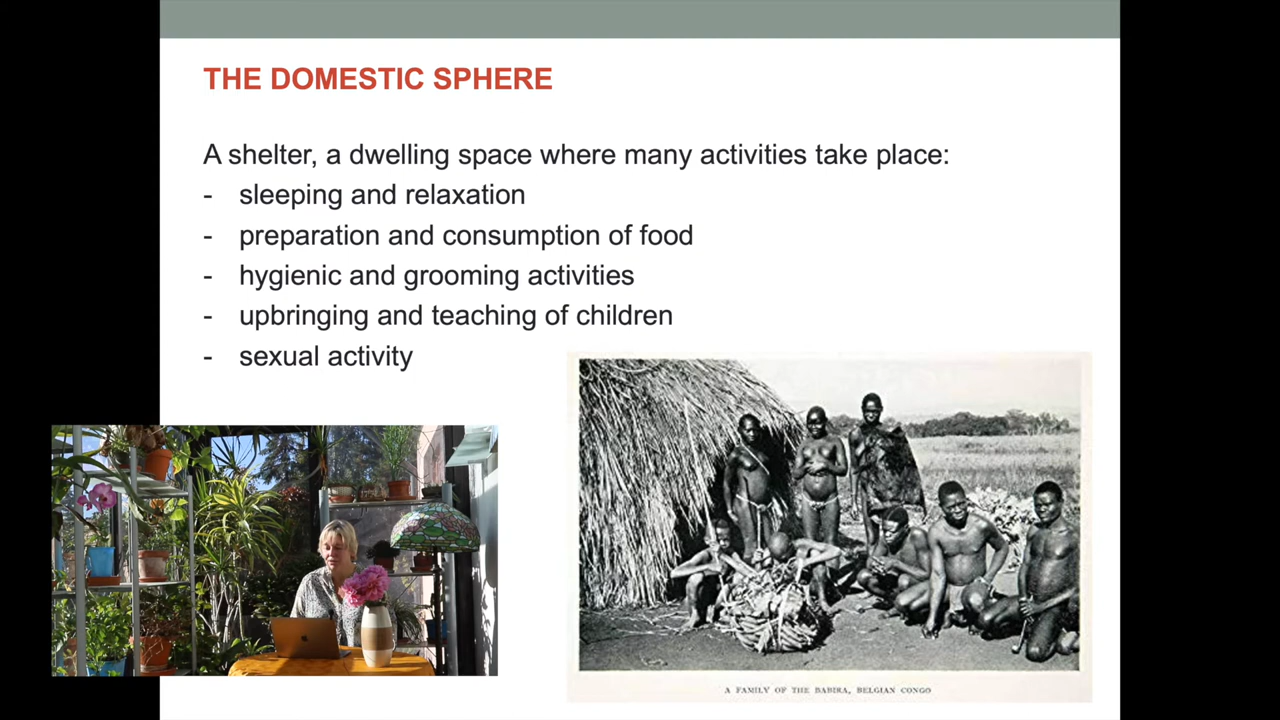 THE DOMESTIC SPHERE
A shelter, a dwelling space where many activities take place:
- sleeping and relaxation
- preparation and consumption of food
- hygienic and grooming activities
- upbringing and teaching of children
- sexual activity
A FAMILY OF THE BABIRA, BELGIAN CONGO